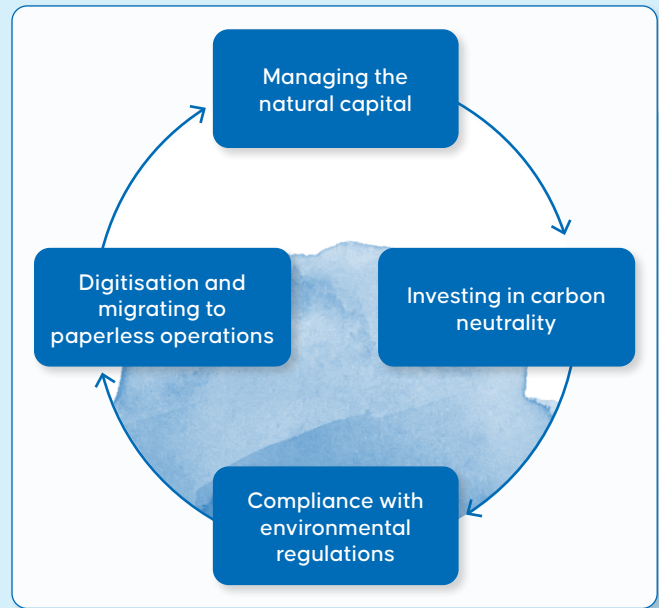 Managing the
natural capital
Digitisation and
migrating to
paperless operations
Investing in carbon
neutrality
Compliance with
environmental
regulations